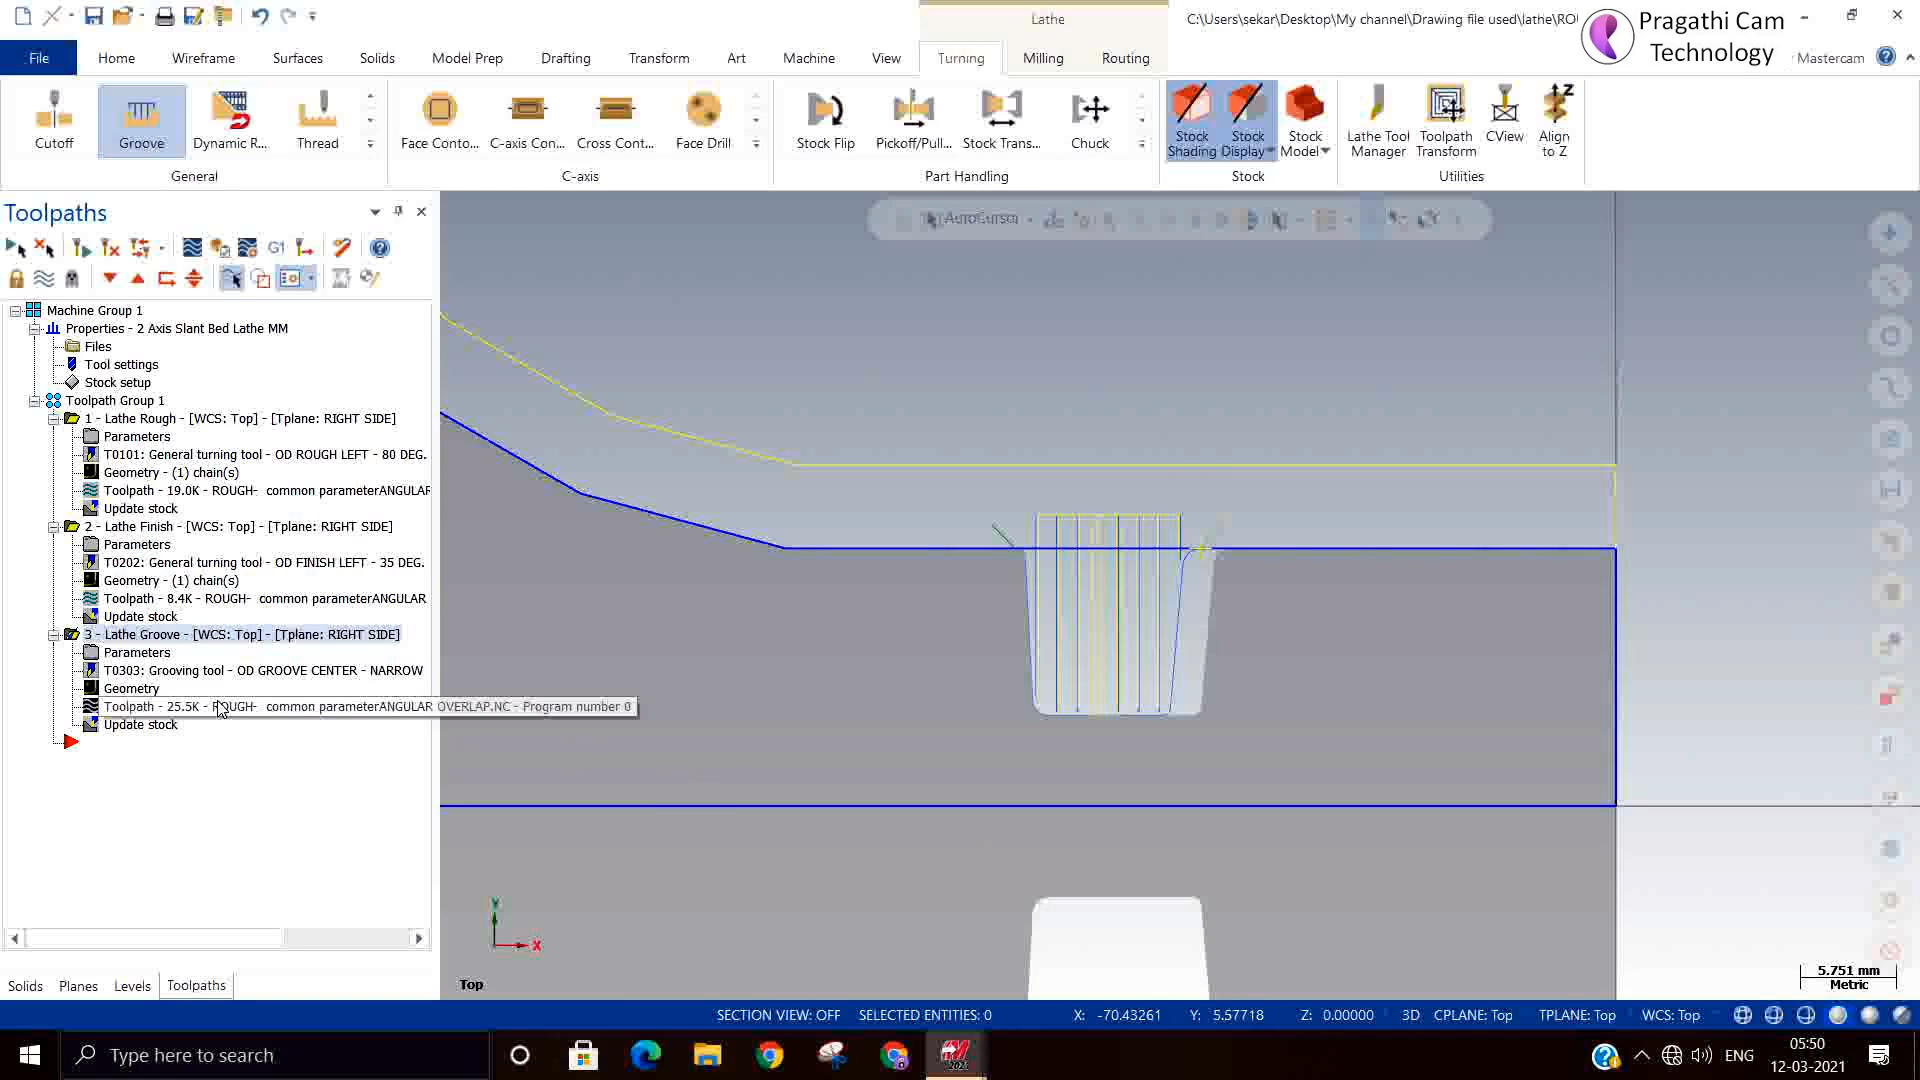 Lathe
C:\Users\sekar\Desktop\My channel\Drawing file used\lathe\ROU
Pragathi Cam
Technology
Mastercam
File
Home
Wireframe
Surfaces
Solids
Model Prep
Drafting
Transform
Art
Machine
View
Turning
Milling
Routing
Cutoff
Groove
Dynamic R...
Thread
Face Conto...
C-axis Con...
Cross Cont...
Face Drill
Stock Flip
Pickoff/Pull...
Stock Trans...
Chuck
Stock
Shading
Stock
Display
Stock
Model
Lathe Tool
Manager
Toolpath
Transform
CView
Align
to Z
General
C-axis
Part Handling
Stock
Utilities
Toolpaths
AutoCursor
G1
Machine Group 1
Properties - 2 Axis Slant Bed Lathe MM
Files
Tool settings
Stock setup
Toolpath Group 1
1 - Lathe Rough - [WCS: Top] - [Tplane: RIGHT SIDE]
Parameters
T0101: General turning tool - OD ROUGH LEFT - 80 DEG.
Geometry - (1) chain(s)
Toolpath - 19.0K - ROUGH- common parameterANGULAR
Update stock
2 - Lathe Finish - [WCS: Top] - [Tplane: RIGHT SIDE]
Parameters
T0202: General turning tool - OD FINISH LEFT - 35 DEG.
Geometry - (1) chain(s)
Toolpath - 8.4K - ROUGH- common parameterANGULAR
Update stock
3 - Lathe Groove - [WCS: Top] - [Tplane: RIGHT SIDE]
Parameters
T0303: Grooving tool - OD GROOVE CENTER - NARROW
Geometry
Toolpath - 25.5K - ROUGH- common parameterANGULAR OVERLAP.NC - Program number 0
Update stock
Y
X
Top
5.751 mm
Metric
Solids
Planes
Levels
Toolpaths
SECTION VIEW: OFF
SELECTED ENTITIES: 0
X: -70.43261
Y: 5.57718
Z: 0.00000
3D
CPLANE: Top
TPLANE: Top
WCS: Top
Type here to search
2021
ENG
05:50
12-03-2021